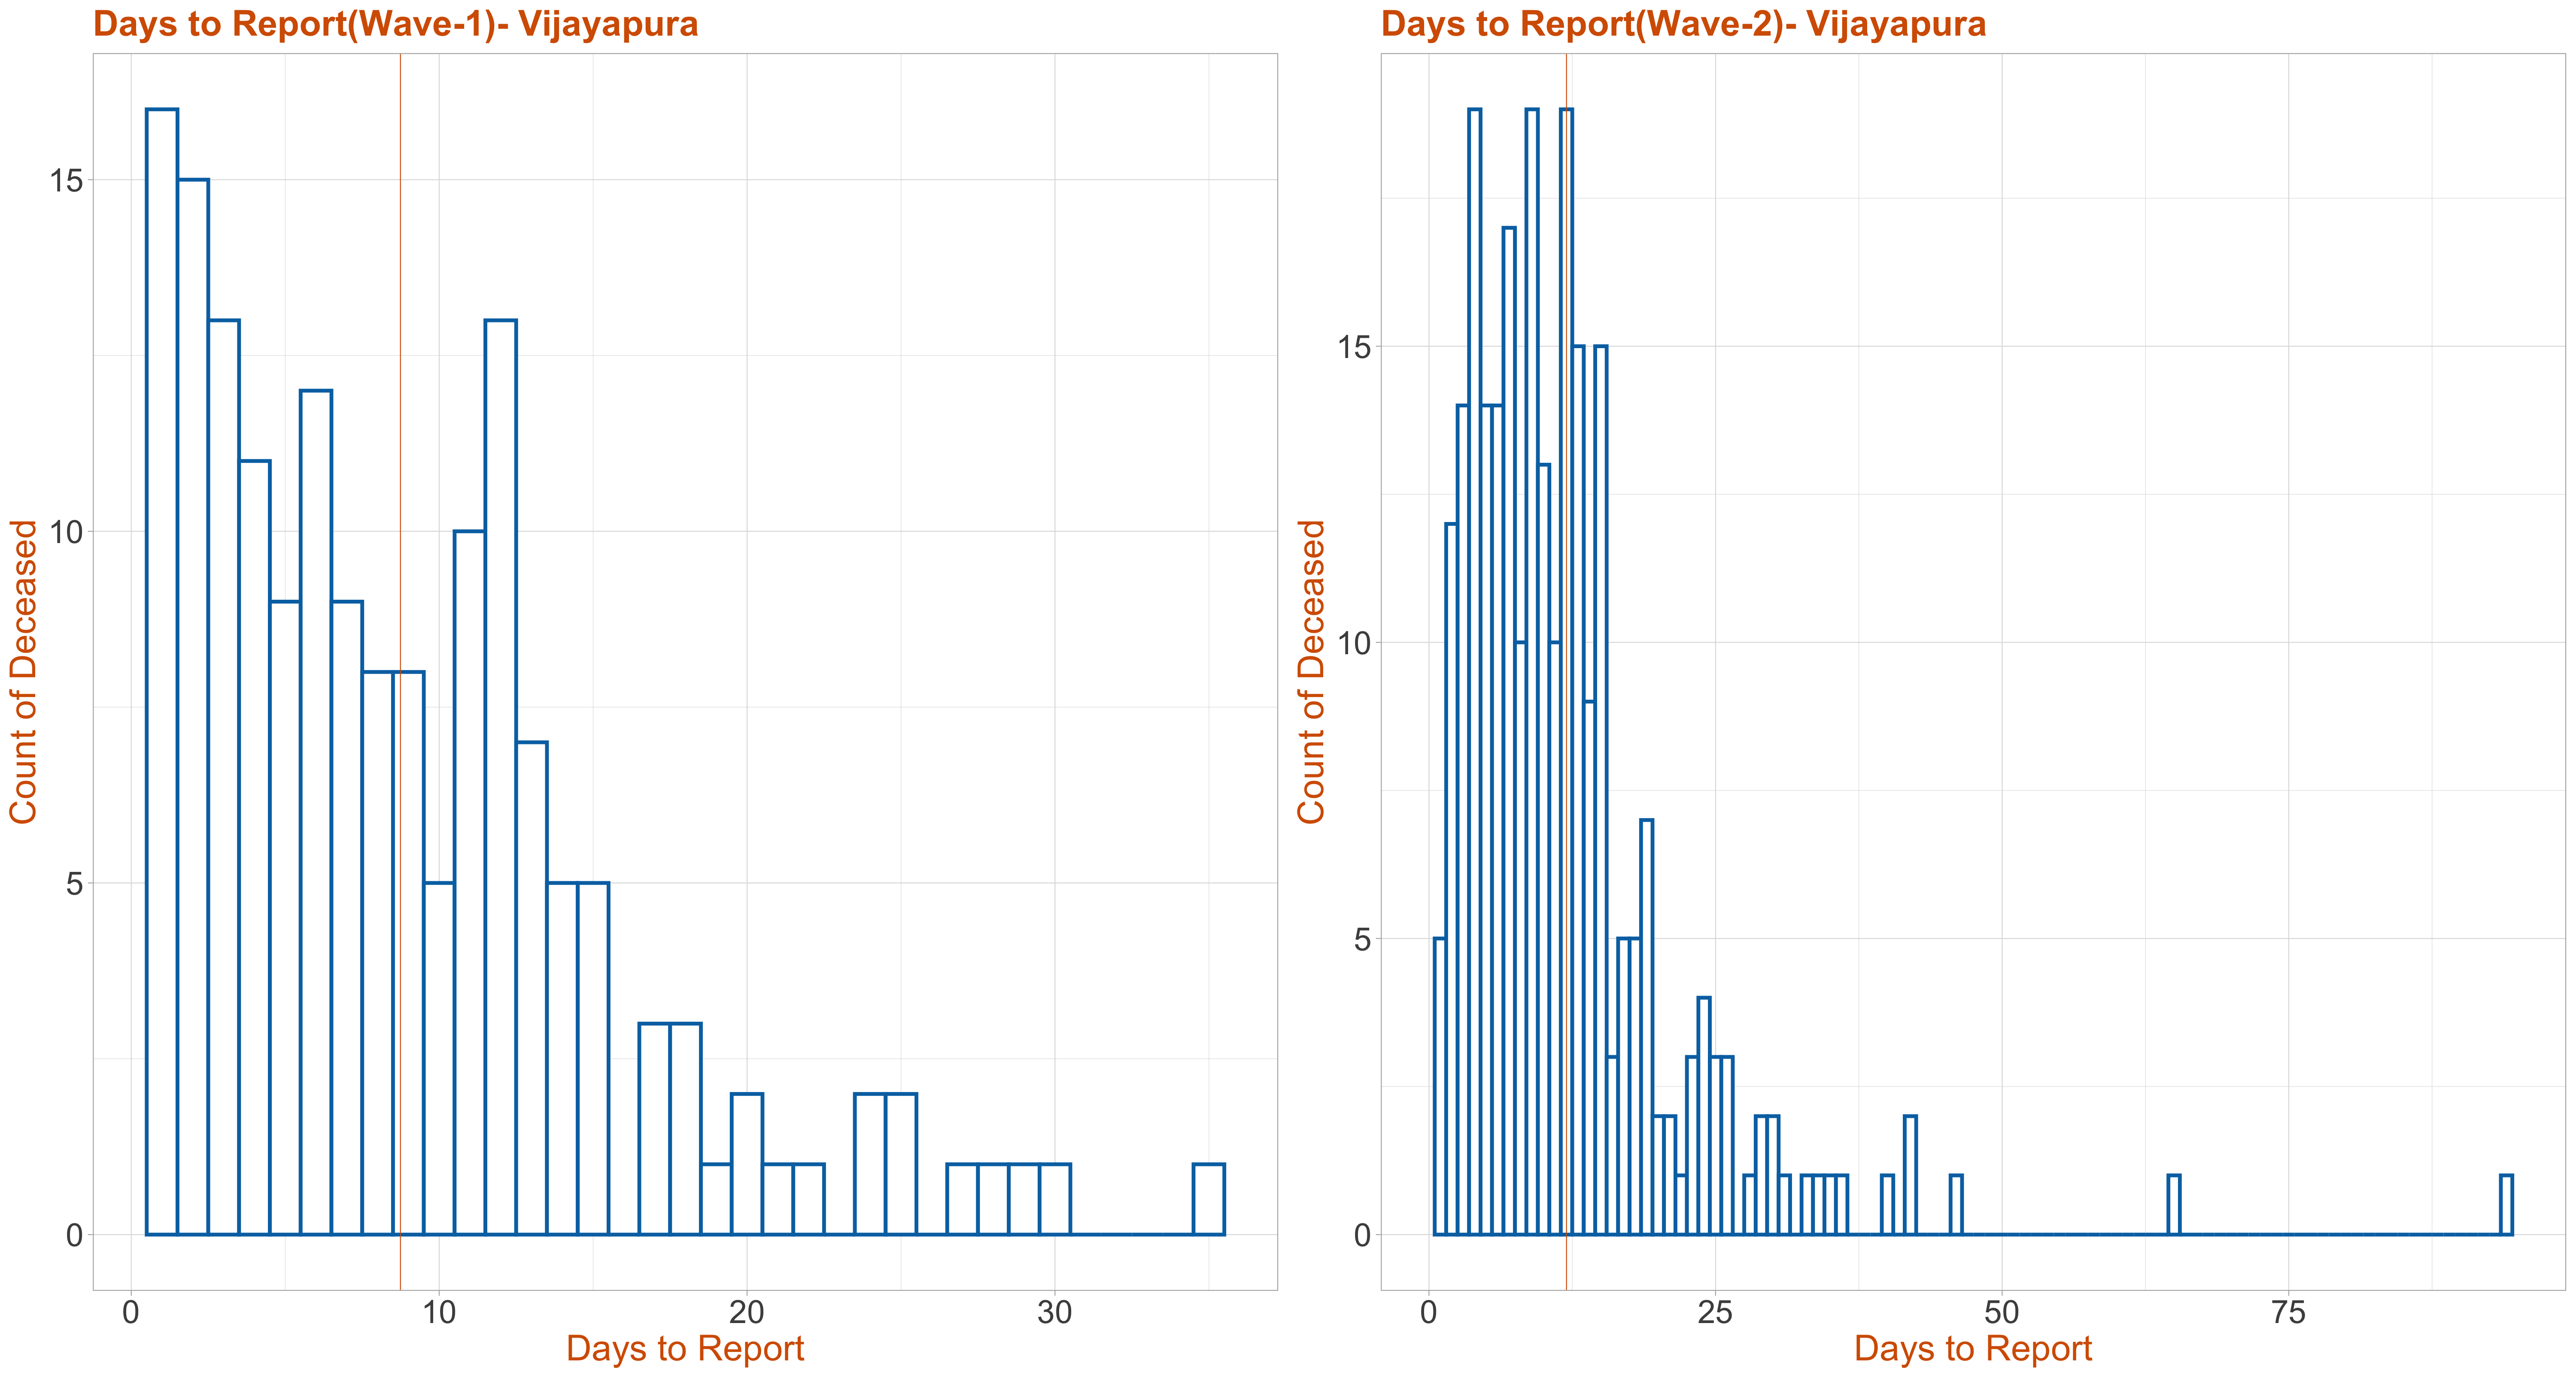 Days to Report(Wave-1)- Vijayapura
Count of Deceased
15
10
5
0
0 10 20 30
Days to Report
Days to Report(Wave-2)- Vijayapura
Count of Deceased
15
10
5
0
0 25 50 75
Days to Report